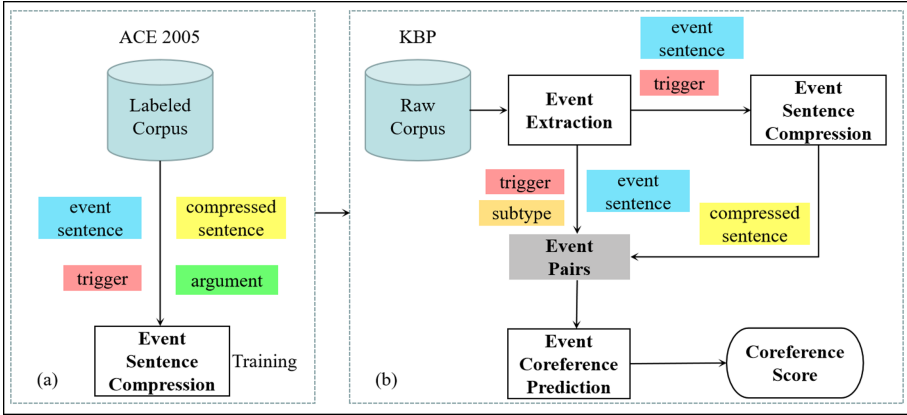 ACE 2005
Labeled
Corpus
event
sentence
compressed
sentence
trigger
argument
Event
Sentence
Compression
Training
(a)
KBP
Raw
Corpus
Event
Extraction
event
sentence
trigger
Event
Sentence
Compression
trigger
subtype
event
sentence
compressed
sentence
Event
Pairs
Event
Coreference
Prediction
Coreference
Score
(b)